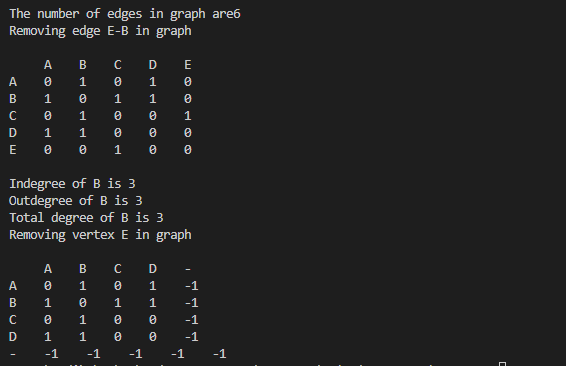 The number of edges in graph are6
Removing edge E-B in graph
A B C D E
A 0 1 0 1 0
B 1 0 1 1 0
C 0 1 0 0 1
D 1 1 0 0 0
E 0 0 1 0 0
Indegree of B is 3
Outdegree of B is 3
Total degree of B is 3
Removing vertex E in graph
A B C D -
A 0 1 0 1 -1
B 1 0 1 1 -1
C 0 1 0 0 -1
D 1 1 0 0 -1
- -1 -1 -1 -1 -1